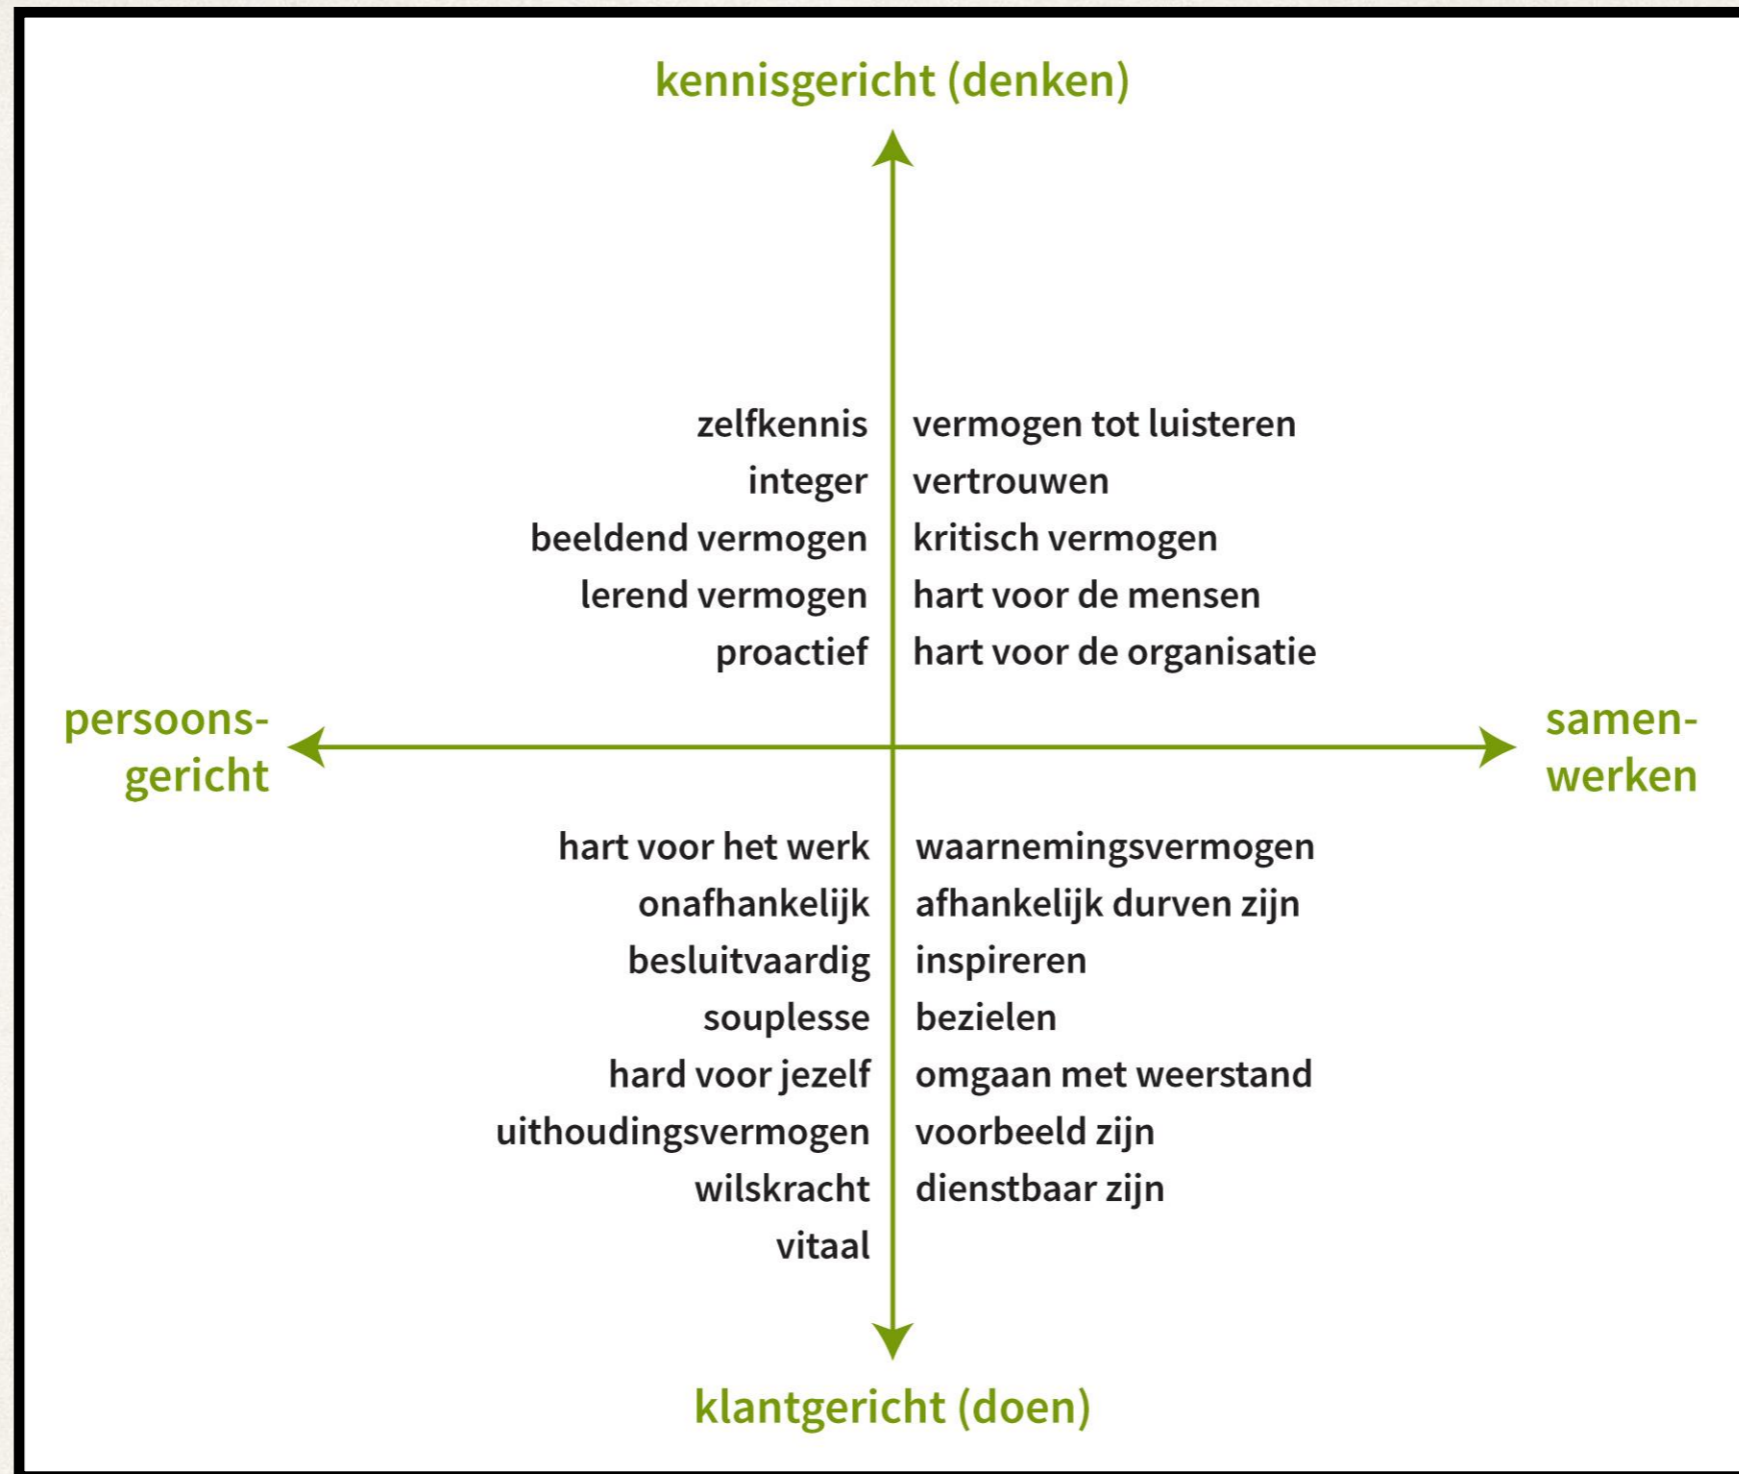 kennisgericht (denken)
zelfkennis
integer
beeldend vermogen
lerend vermogen
proactief
vermogen tot luisteren
vertrouwen
kritisch vermogen
hart voor de mensen
hart voor de organisatie
persoons-
gericht
samen-
werken
hart voor het werk
onafhankelijk
besluitvaardig
souplesse
hard voor jezelf
uithoudingsvermogen
wilskracht
vitaal
waarnemingsvermogen
afhankelijk durven zijn
inspireren
bezielen
omgaan met weerstand
voorbeeld zijn
dienstbaar zijn
klantgericht (doen)